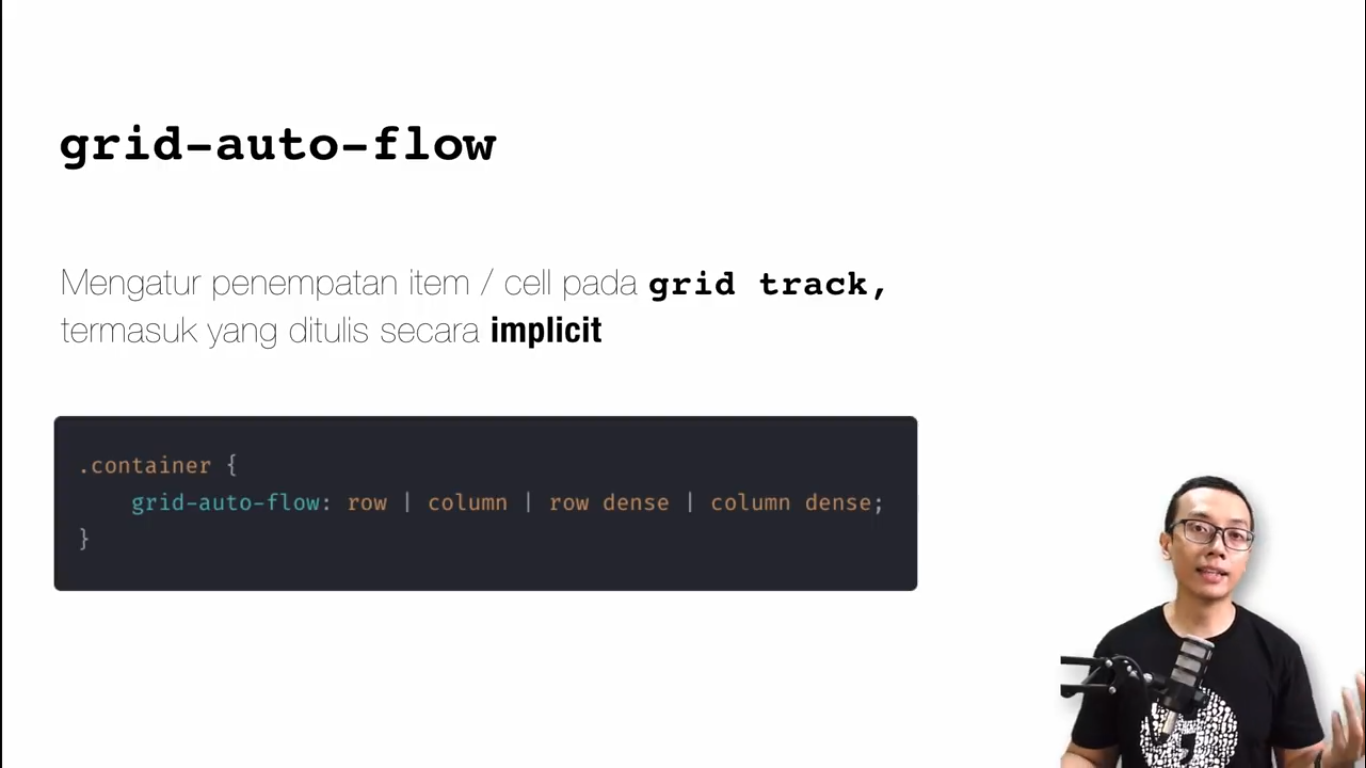 grid-auto-flow
Mengatur penempatan item / cell pada grid track,
termasuk yang ditulis secara implicit
.container {
    grid-auto-flow: row | column | row dense | column dense;
}